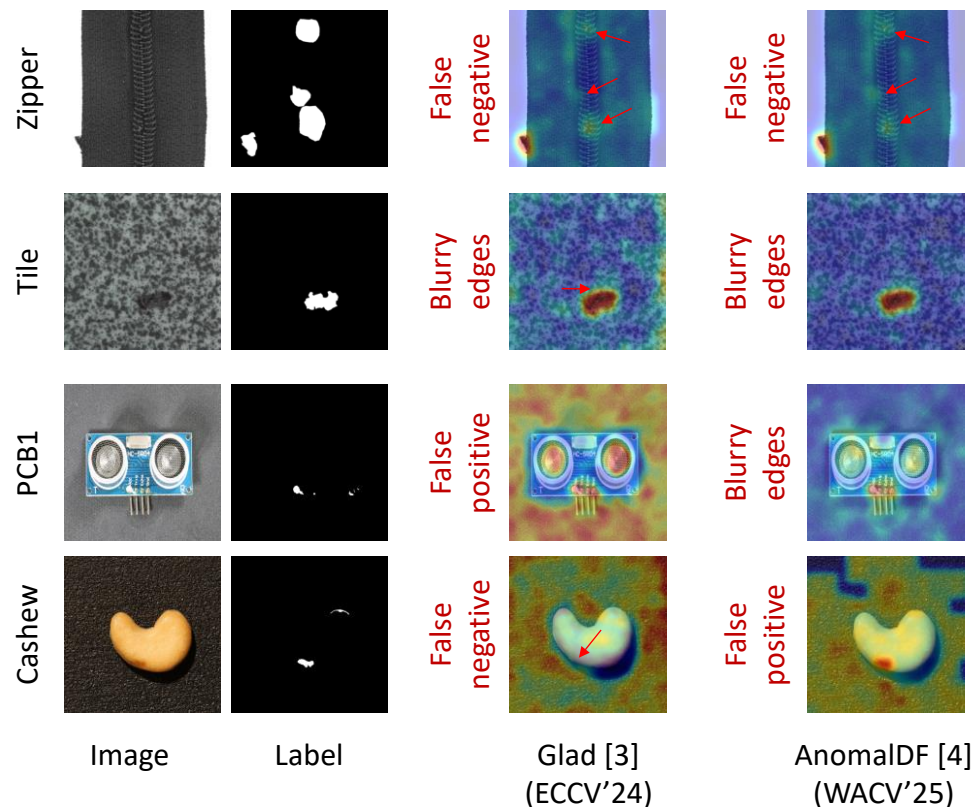 Zipper
False
negative
False
negative
Tile
Blurry
edges
Blurry
edges
PCB1
False
positive
Blurry
edges
Cashew
False
negative
False
positive
Image
Label
Glad [3]
(ECCV'24)
AnomalDF [4]
(WACV'25)